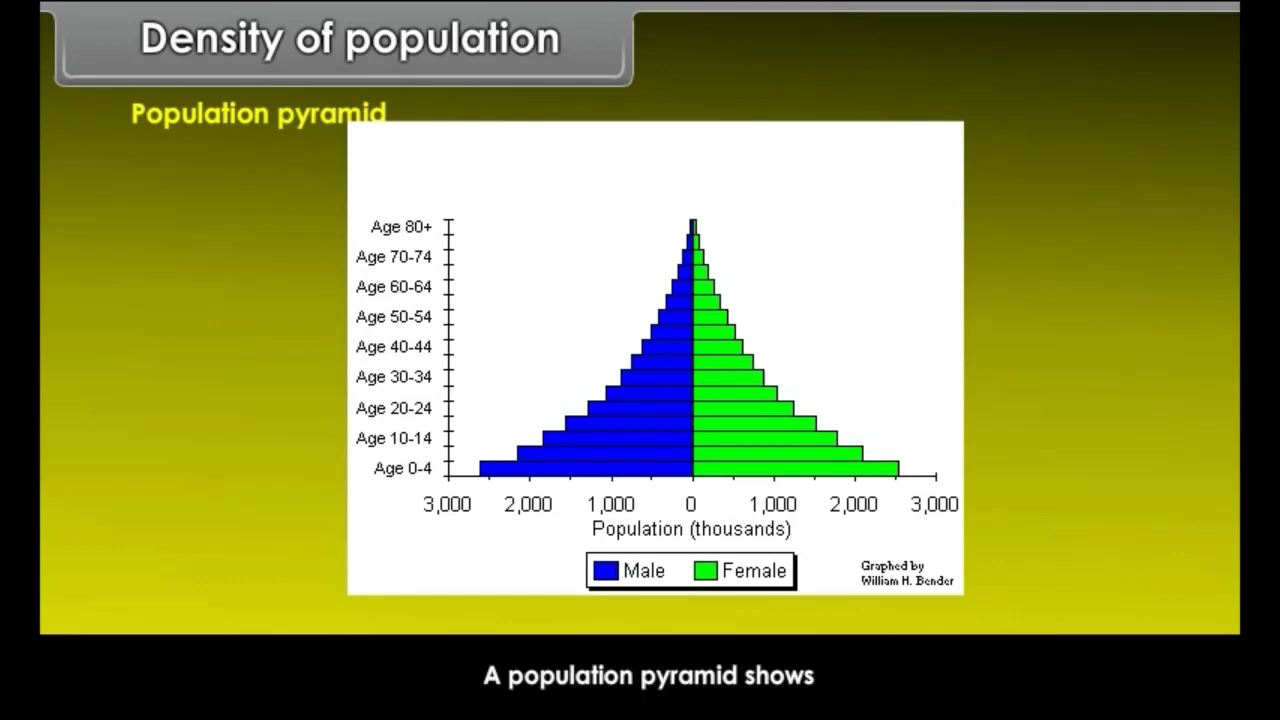 Density of population
Population pyramid
Age 80+
Age 70-74
Age 60-64
Age 50-54
Age 40-44
Age 30-34
Age 20-24
Age 10-14
Age 0-4
3,000 2,000 1,000 0 1,000 2,000 3,000
Population (thousands)
Male Female
Graphed by
William H. Bender
A population pyramid shows